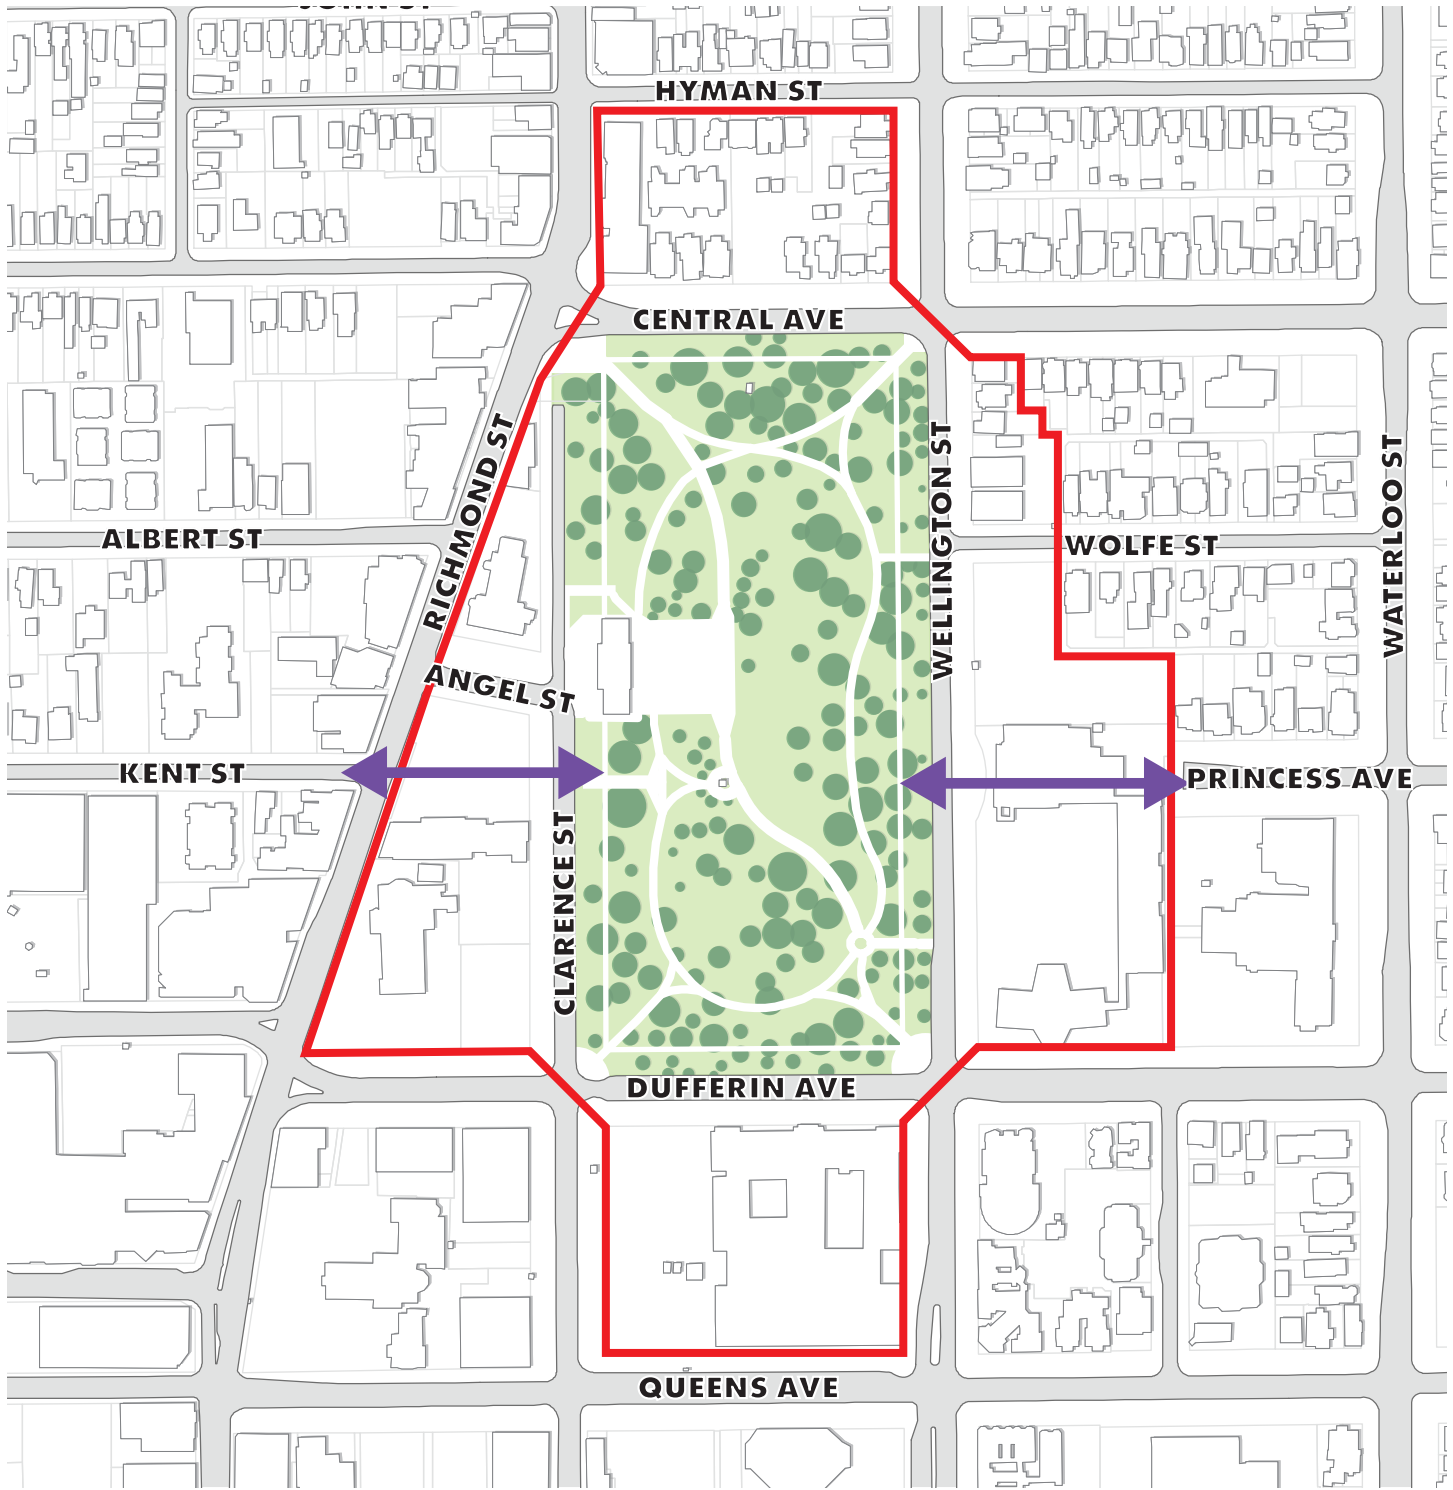 HYMAN ST
CENTRAL AVE
RICHMOND ST
WELLINGTON ST
WATERLOO ST
ALBERT ST
WOLFE ST
ANGEL ST
KENT ST
PRINCESS AVE
CLARENCE ST
DUFFERIN AVE
QUEENS AVE